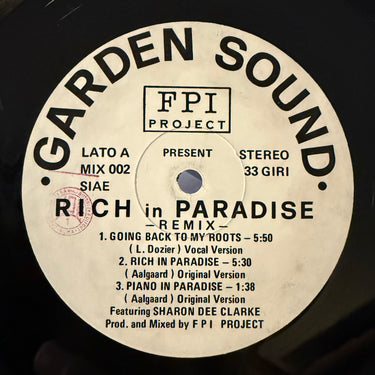 ·GARDEN SOUND·
FPI
PROJECT
LATO A PRESENT STEREO
MIX 002 33 GIRI
SIAE
RICH in PARADISE
—REMIX—
1. GOING BACK TO MY ROOTS - 5:50
( L. Dozier ) Vocal Version
2. RICH IN PARADISE - 5:30
( Aalgaard ) Original Version
3. PIANO IN PARADISE - 1:38
( Aalgaard ) Original Version
Featuring SHARON DEE CLARKE
Prod. and Mixed by F P I PROJECT